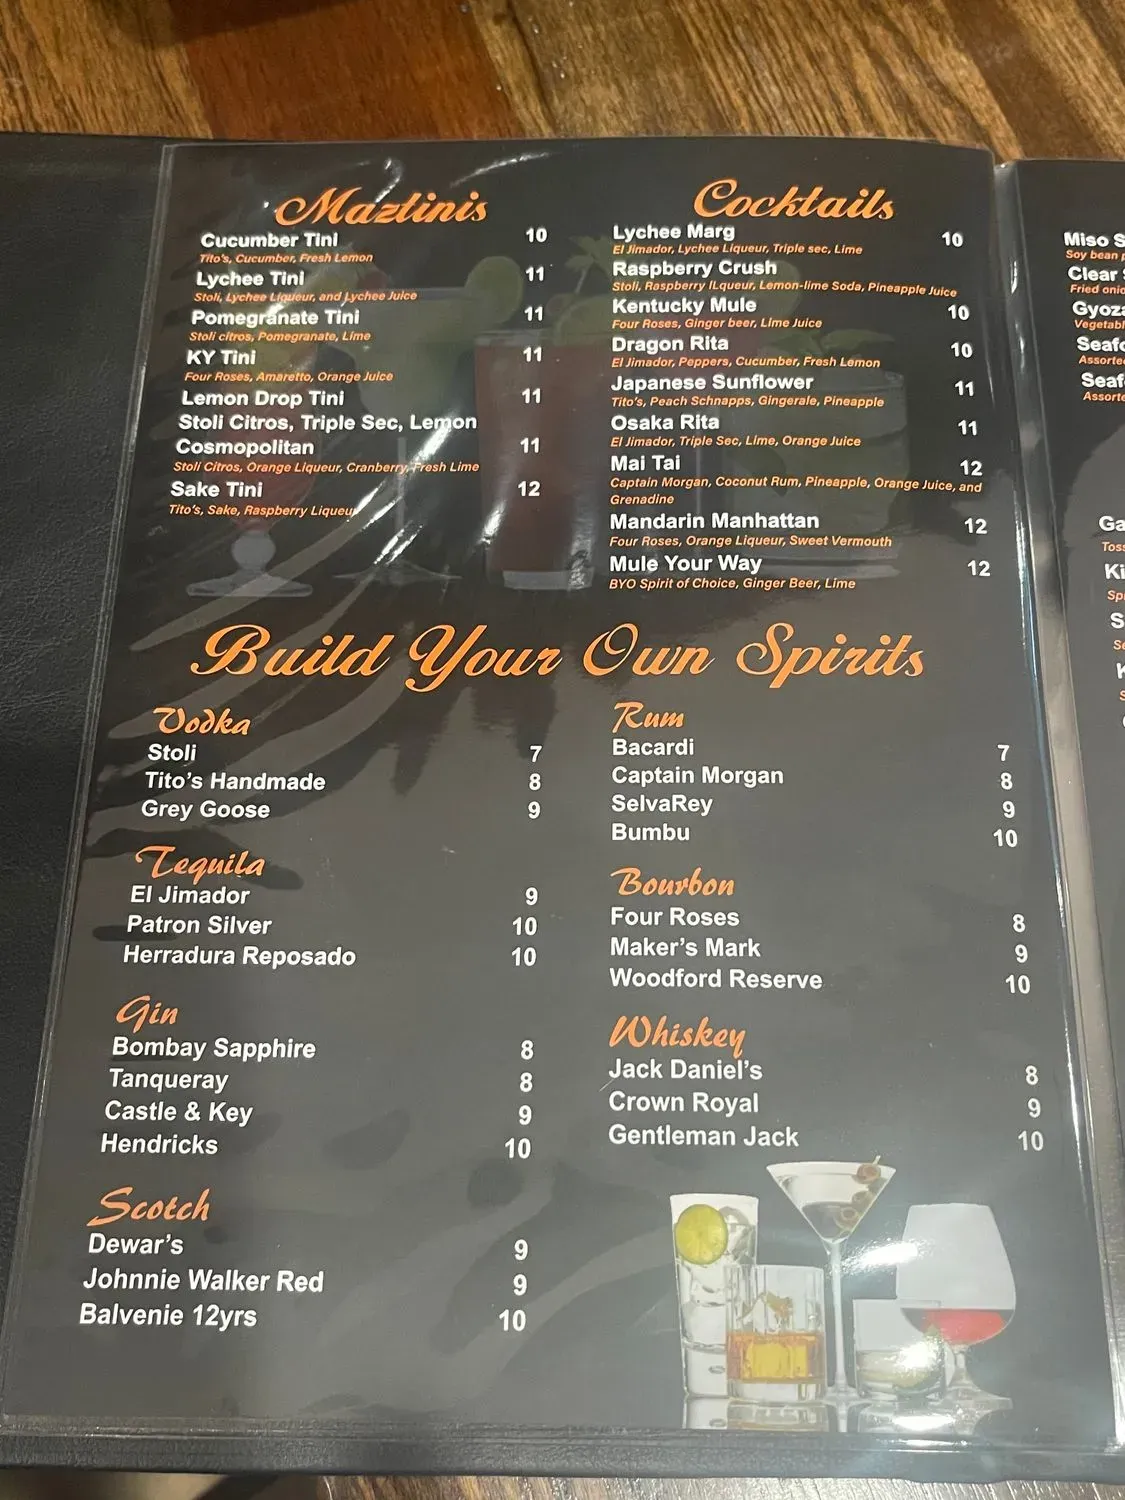 Maztinis
Cucumber Tini 10
Tito's, Cucumber, Fresh Lemon
Lychee Tini 11
Stoli, Lychee Liqueur, and Lychee Juice
Pomegranate Tini 11
Stoli citros, Pomegranate, Lime
KY Tini 11
Four Roses, Amaretto, Orange Juice
Lemon Drop Tini 11
Stoli Citros, Triple Sec, Lemon
Cosmopolitan 11
Stoli Citros, Orange Liqueur, Cranberry, Fresh Lime
Sake Tini 12
Tito's, Sake, Raspberry Liqueur
Cocktails
Lychee Marg 10
El Jimador, Lychee Liqueur, Triple sec, Lime
Raspberry Crush
Stoli, Raspberry lLqueur, Lemon-lime Soda, Pineapple Juice
Kentucky Mule 10
Four Roses, Ginger beer, Lime Juice
Dragon Rita 10
El Jimador, Peppers, Cucumber, Fresh Lemon
Japanese Sunflower 11
Tito's, Peach Schnapps, Gingerale, Pineapple
Osaka Rita 11
El Jimador, Triple Sec, Lime, Orange Juice
Mai Tai 12
Captain Morgan, Coconut Rum, Pineapple, Orange Juice, and
Grenadine
Mandarin Manhattan 12
Four Roses, Orange Liqueur, Sweet Vermouth
Mule Your Way 12
BYO Spirit of Choice, Ginger Beer, Lime
Build Your Own Spirits
Vodka
Stoli 7
Tito's Handmade 8
Grey Goose 9
Tequila
El Jimador 9
Patron Silver 10
Herradura Reposado 10
Gin
Bombay Sapphire 8
Tanqueray 8
Castle & Key 9
Hendricks 10
Scotch
Dewar's 9
Johnnie Walker Red 9
Balvenie 12yrs 10
Rum
Bacardi 7
Captain Morgan 8
SelvaRey 9
Bumbu 10
Bourbon
Four Roses 8
Maker's Mark 9
Woodford Reserve 10
Whiskey
Jack Daniel's 8
Crown Royal 9
Gentleman Jack 10
Miso
Soy bean
Clear
Fried
Gyoza